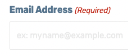 Email Address (Required)
ex: myname@example.com